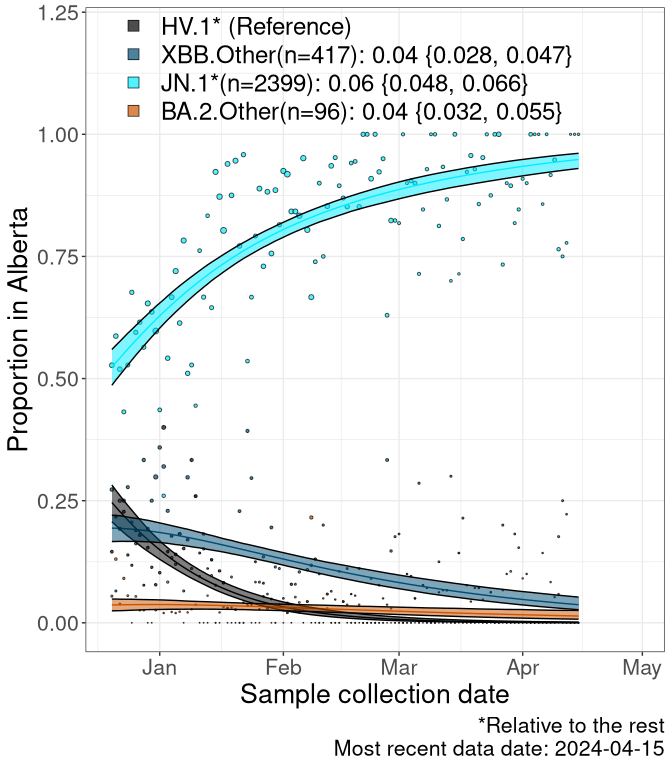 1.25
HV.1* (Reference)
XBB.Other(n=417): 0.04 {0.028, 0.047}
JN.1*(n=2399): 0.06 {0.048, 0.066}
BA.2.Other(n=96): 0.04 {0.032, 0.055}
1.00
0.75
0.50
0.25
0.00
Proportion in Alberta
Jan Feb Mar Apr May
Sample collection date
*Relative to the rest
Most recent data date: 2024-04-15